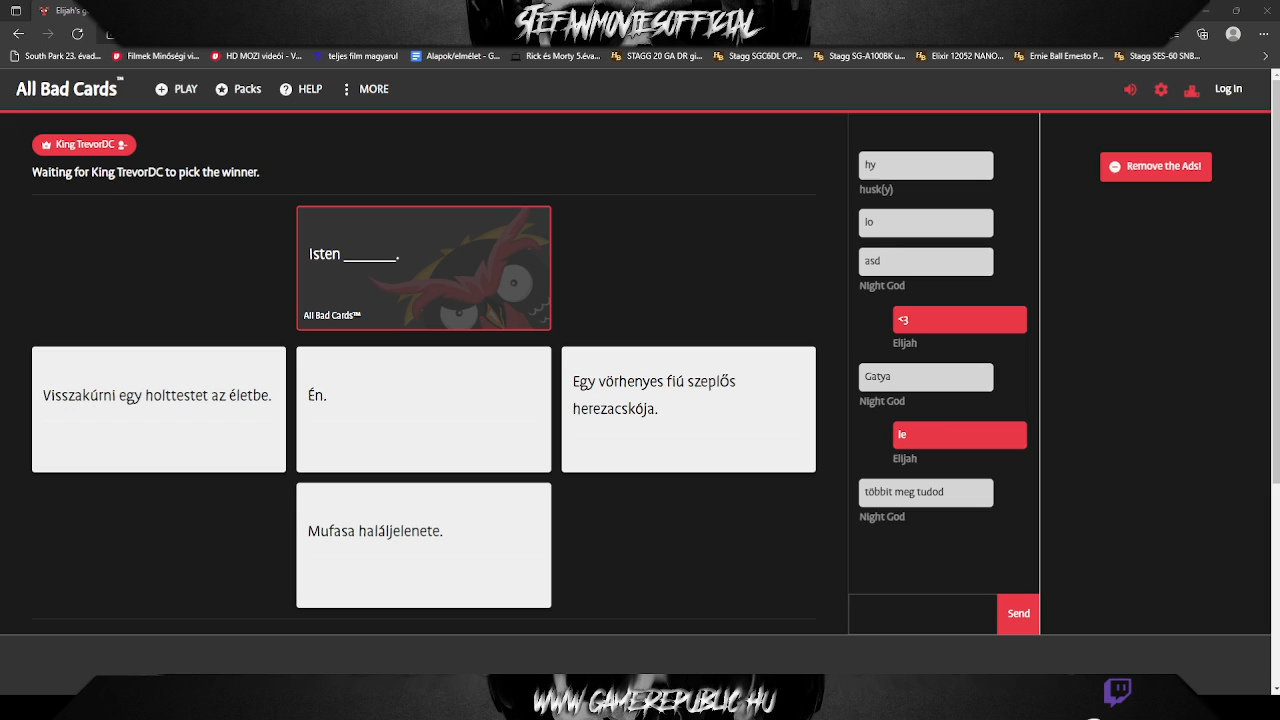 STEFANMOVIESOFFICIAL
Elijah's g
South Park 23. évad...
Filmek Minőségi vi...
HD MOZI videói - V...
teljes film magyarul
Alapok/elmélet - G...
Rick és Morty 5.éva...
STAGG 20 GA DR gi...
Stagg SGC6DL CPP...
Stagg SG-A100BK u...
Elixir 12052 NANO...
Ernie Ball Ernesto P...
Stagg SES-60 SNB...
All Bad Cards™
PLAY
Packs
HELP
MORE
Log In
King TrevorDC
Waiting for King TrevorDC to pick the winner.
Isten _______.
All Bad Cards™
Visszakúrni egy holttestet az életbe.
Én.
Egy vörhenyes fiú szeplős
herezacskója.
Mufasa haláljelenete.
hy
husk(y)
lo
asd
Night God
<3
Elijah
Gatya
Night God
le
Elijah
többit meg tudod
Night God
Send
Remove the Ads!
WWW.GAMEREPUBLIC.HU